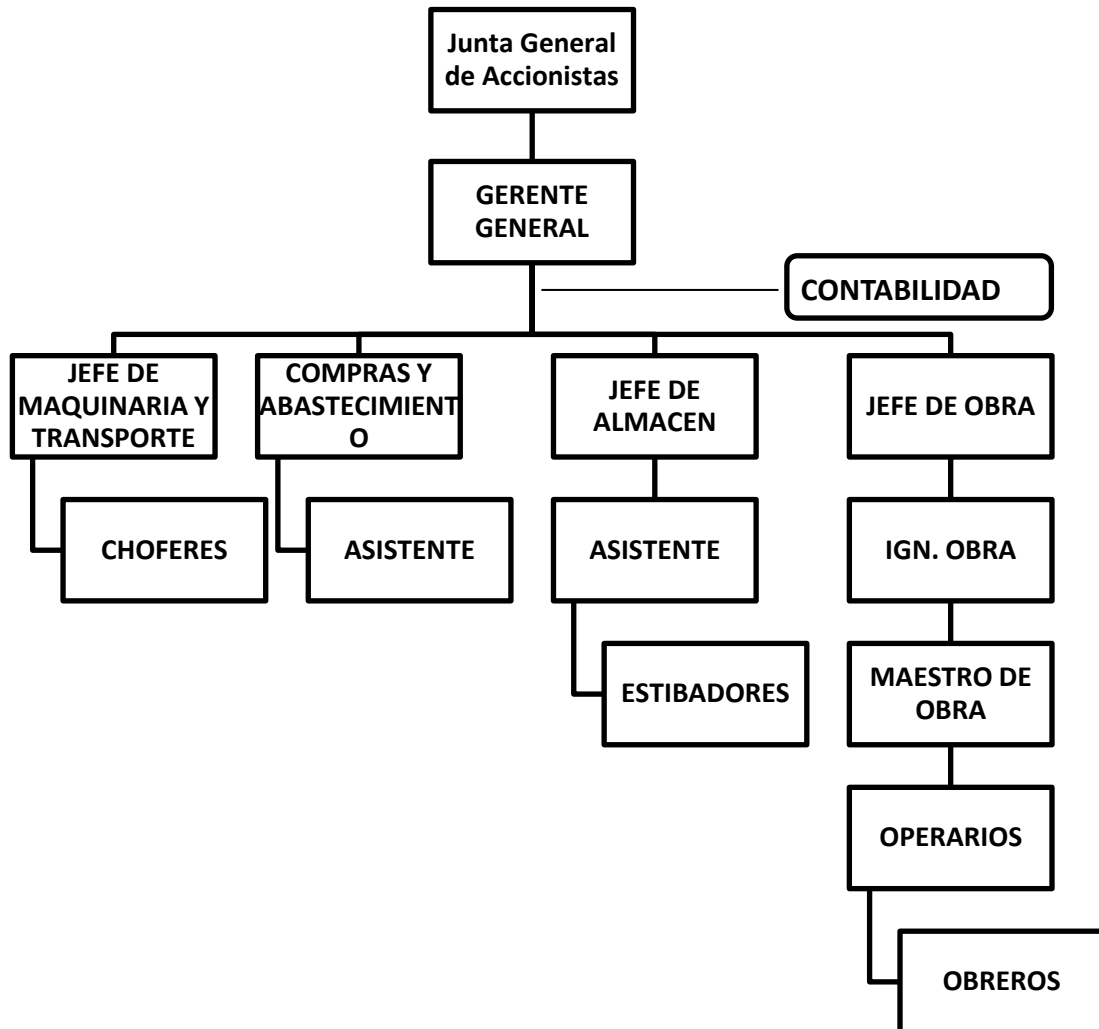 Junta General
de Accionistas
GERENTE
GENERAL
CONTABILIDAD
JEFE DE
MAQUINARIA Y
TRANSPORTE
COMPRAS Y
ABASTECIMIENT
O
JEFE DE
ALMACEN
JEFE DE OBRA
CHOFERES
ASISTENTE
ASISTENTE
IGN. OBRA
ESTIBADORES
MAESTRO DE
OBRA
OPERARIOS
OBREROS